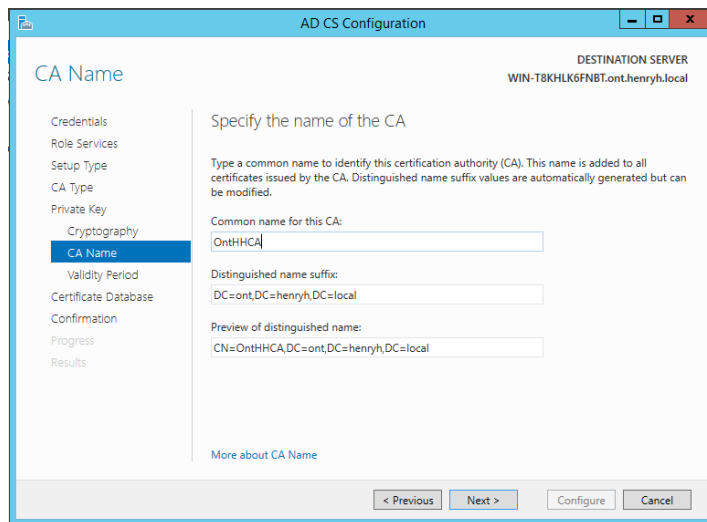 AD CS Configuration
CA Name
DESTINATION SERVER
WIN-T8KHLK6FNBT.ont.henryh.local
Credentials
Role Services
Setup Type
CA Type
Private Key
Cryptography
CA Name
Validity Period
Certificate Database
Confirmation
Progress
Results
Specify the name of the CA
Type a common name to identify this certification authority (CA). This name is added to all
certificates issued by the CA. Distinguished name suffix values are automatically generated but can
be modified.
Common name for this CA:
OntHHCA
Distinguished name suffix:
DC=ont,DC=henryh,DC=local
Preview of distinguished name:
CN=OntHHCA,DC=ont,DC=henryh,DC=local
More about CA Name
< Previous
Next >
Configure
Cancel